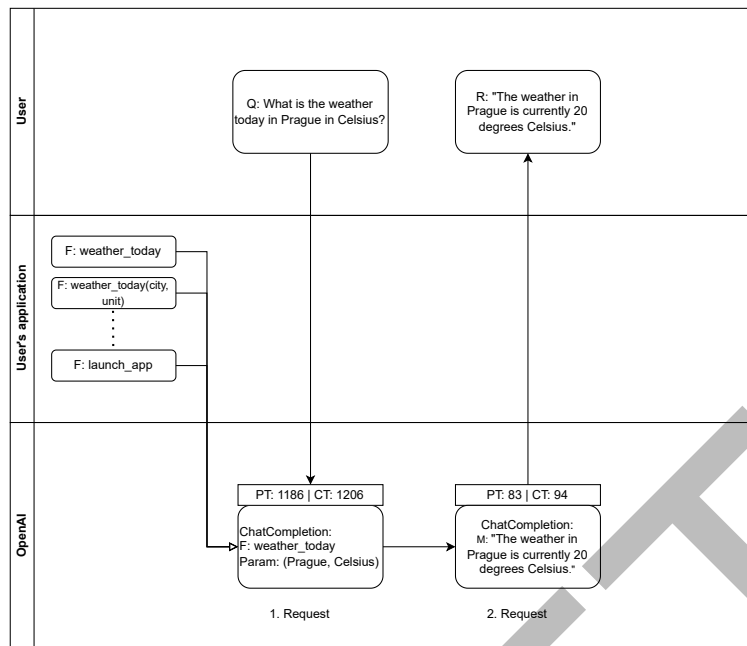 User
Q: What is the weather
today in Prague in Celsius?
R: "The weather in
Prague is currently 20
degrees Celsius."
User's application
F: weather_today
F: weather_today(city,
unit)
F: launch_app
OpenAI
PT: 1186 | CT: 1206
ChatCompletion:
F: weather_today
Param: (Prague, Celsius)
1. Request
PT: 83 | CT: 94
ChatCompletion:
M: "The weather in
Prague is currently 20
degrees Celsius."
2. Request